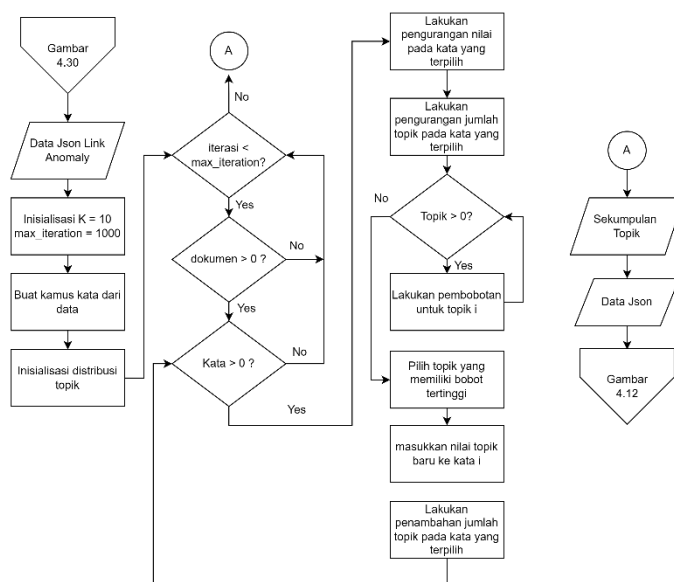 Gambar
4.30
Data Json Link
Anomaly
Inisialisasi K = 10
max_iteration = 1000
Buat kamus kata dari
data
Inisialisasi distribusi
topik
A
No
iterasi <
max_iteration?
Yes
dokumen > 0 ?
No
Yes
Kata > 0 ?
No
Yes
Lakukan
pengurangan nilai
pada kata yang
terpilih
Lakukan
pengurangan jumlah
topik pada kata yang
terpilih
No
Topik > 0?
Yes
Lakukan pembobotan
untuk topik i
Pilih topik yang
memiliki bobot
tertinggi
masukkan nilai topik
baru ke kata i
Lakukan
penambahan jumlah
topik pada kata yang
terpilih
A
Sekumpulan
Topik
Data Json
Gambar
4.12